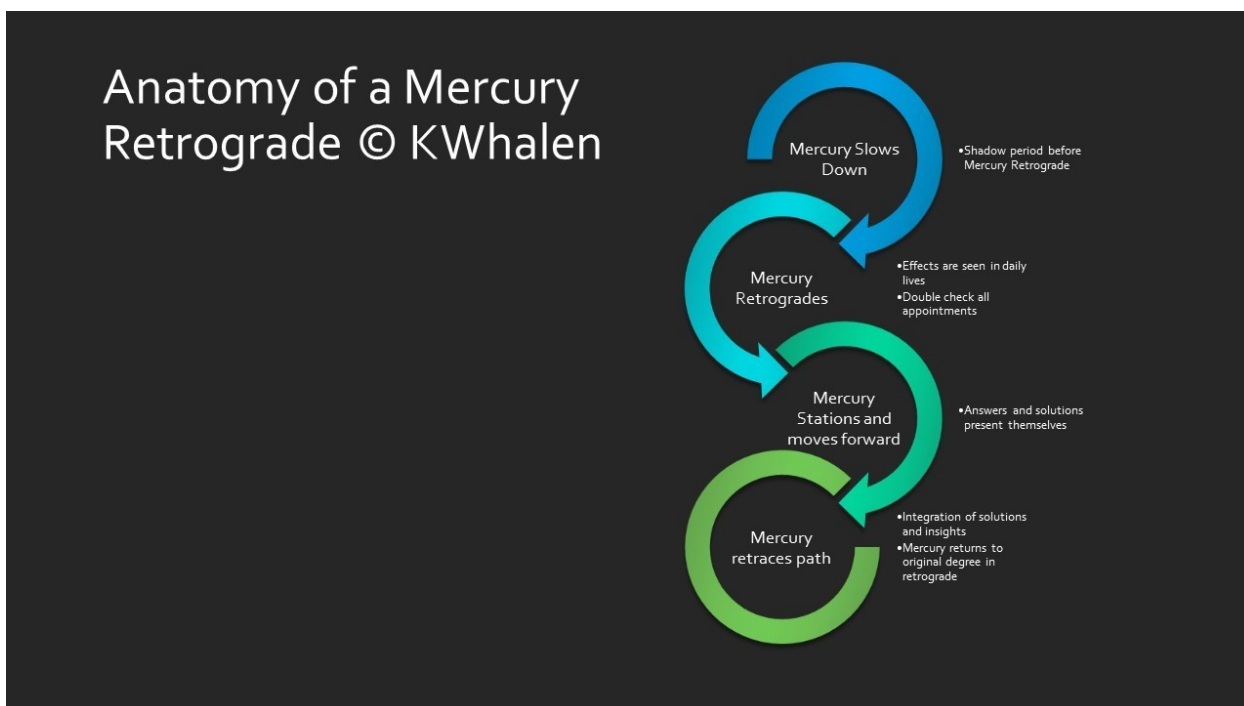 Anatomy of a Mercury
Retrograde © KWhalen
Mercury Slows
Down
•Shadow period before
Mercury Retrograde
Mercury
Retrogrades
•Effects are seen in daily
lives
•Double check all
appointments
Mercury
Stations and
moves forward
•Answers and solutions
present themselves
Mercury
retraces path
•Integration of solutions
and insights
•Mercury returns to
original degree in
retrograde